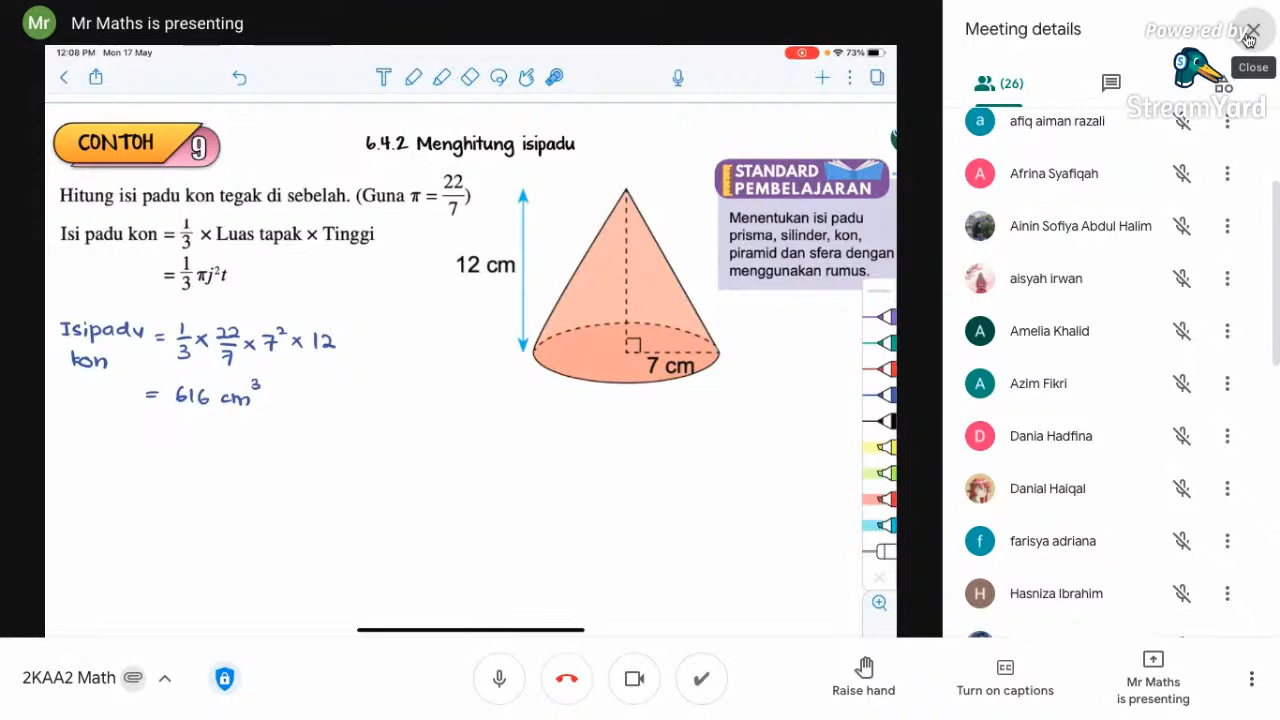 Mr
Mr Maths is presenting
12:08 PM Mon 17 May
73%
CONTOH 9
6.4.2 Menghitung isipadu
Hitung isi padu kon tegak di sebelah. (Guna π = 22/7)
Isi padu kon = 1/3 × Luas tapak × Tinggi
= 1/3 πj²t
Isipadu kon = 1/3 × 22/7 × 7² × 12
= 616 cm³
12 cm
7 cm
STANDARD
PEMBELAJARAN
Menentukan isi padu
prisma, silinder, kon,
piramid dan sfera dengan
menggunakan rumus.
Meeting details
Powered by
Close
(26)
StreamYard
a afiq aiman razali
A Afrina Syafiqah
Ainin Sofiya Abdul Halim
aisyah irwan
A Amelia Khalid
A Azim Fikri
D Dania Hadfina
Danial Haiqal
f farisya adriana
H Hasniza Ibrahim
2KAA2 Math
Raise hand
Turn on captions
Mr Maths
is presenting